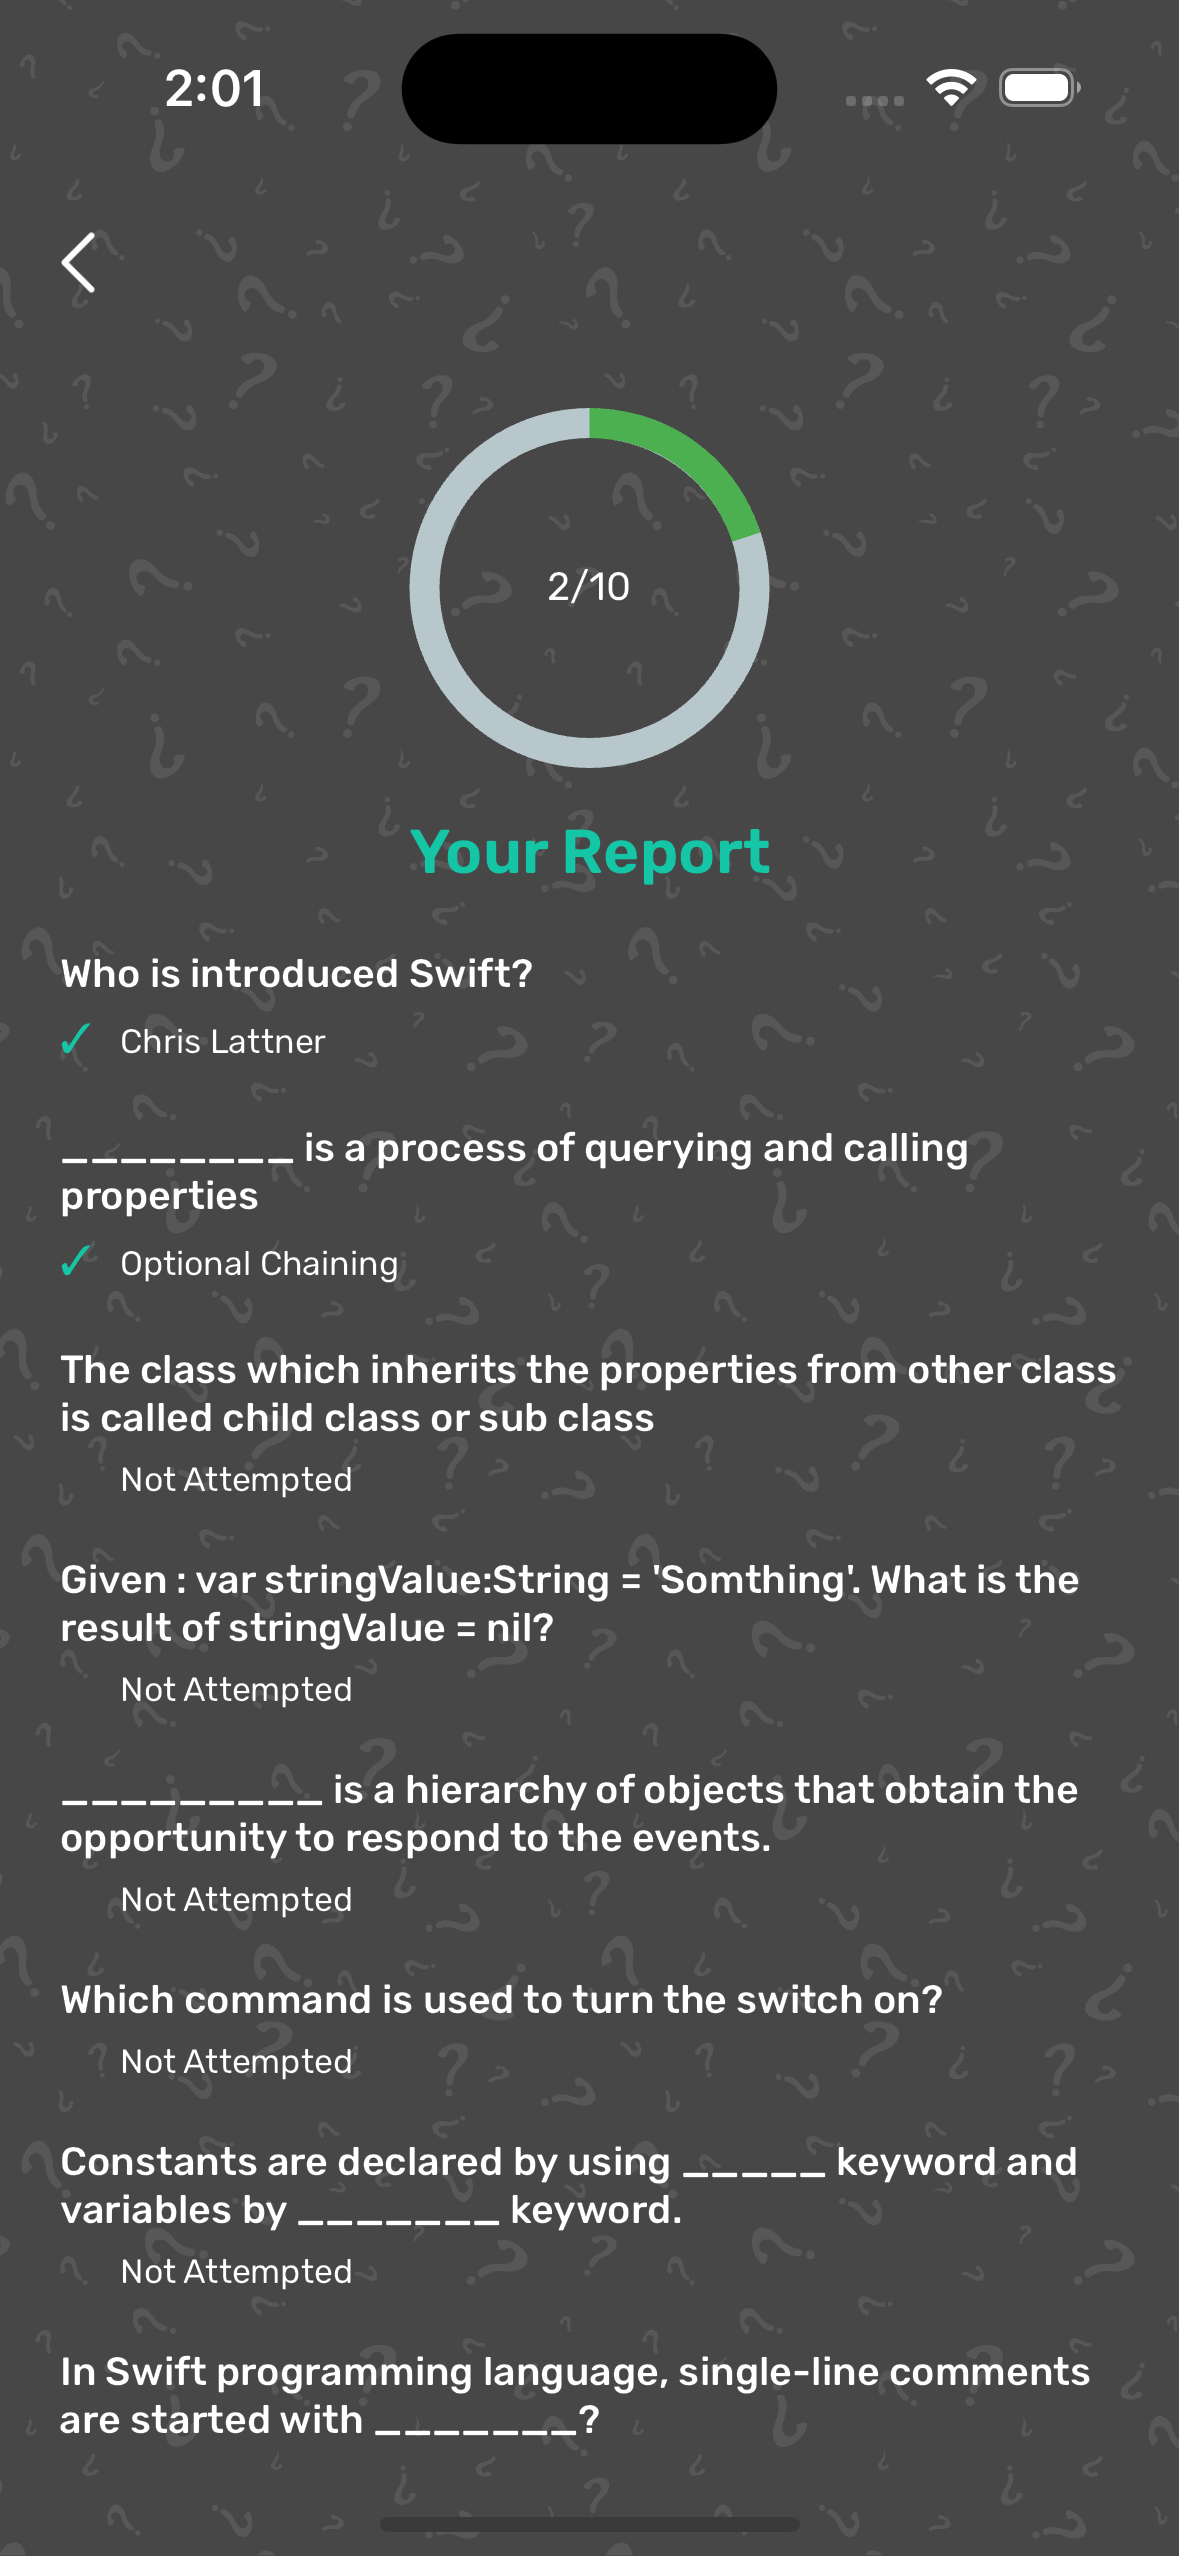 2:01
2/10
Your Report
Who is introduced Swift?
✓ Chris Lattner
________ is a process of querying and calling
properties
✓ Optional Chaining
The class which inherits the properties from other class
is called child class or sub class
Not Attempted
Given : var stringValue:String = 'Somthing'. What is the
result of stringValue = nil?
Not Attempted
_________ is a hierarchy of objects that obtain the
opportunity to respond to the events.
Not Attempted
Which command is used to turn the switch on?
Not Attempted
Constants are declared by using _____ keyword and
variables by _______ keyword.
Not Attempted
In Swift programming language, single-line comments
are started with _______?